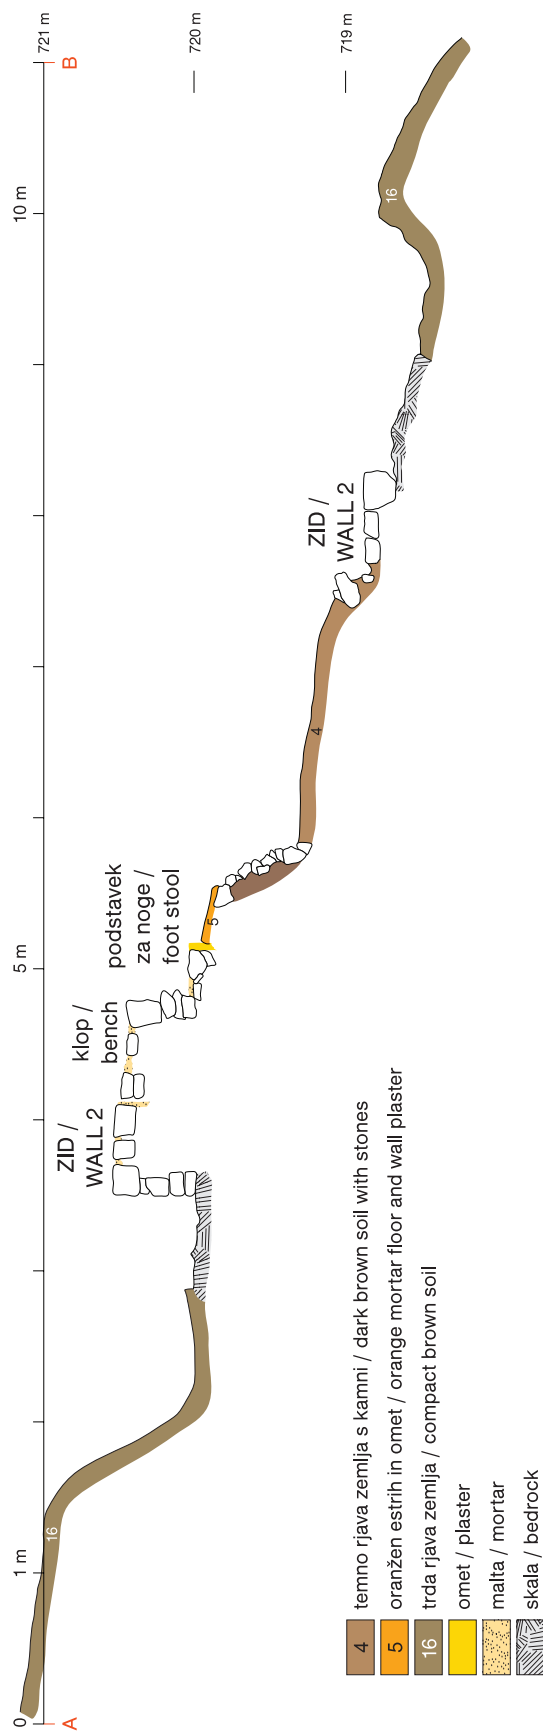 A
B
0
1 m
5 m
10 m
721 m
720 m
719 m
16
ZID /
WALL 2
klop /
bench
podstavek
za noge /
foot stool
5
4
ZID /
WALL 2
16
4 temno rjava zemlja s kamni / dark brown soil with stones
5 oranžen estrih in omet / orange mortar floor and wall plaster
16 trda rjava zemlja / compact brown soil
omet / plaster
malta / mortar
skala / bedrock